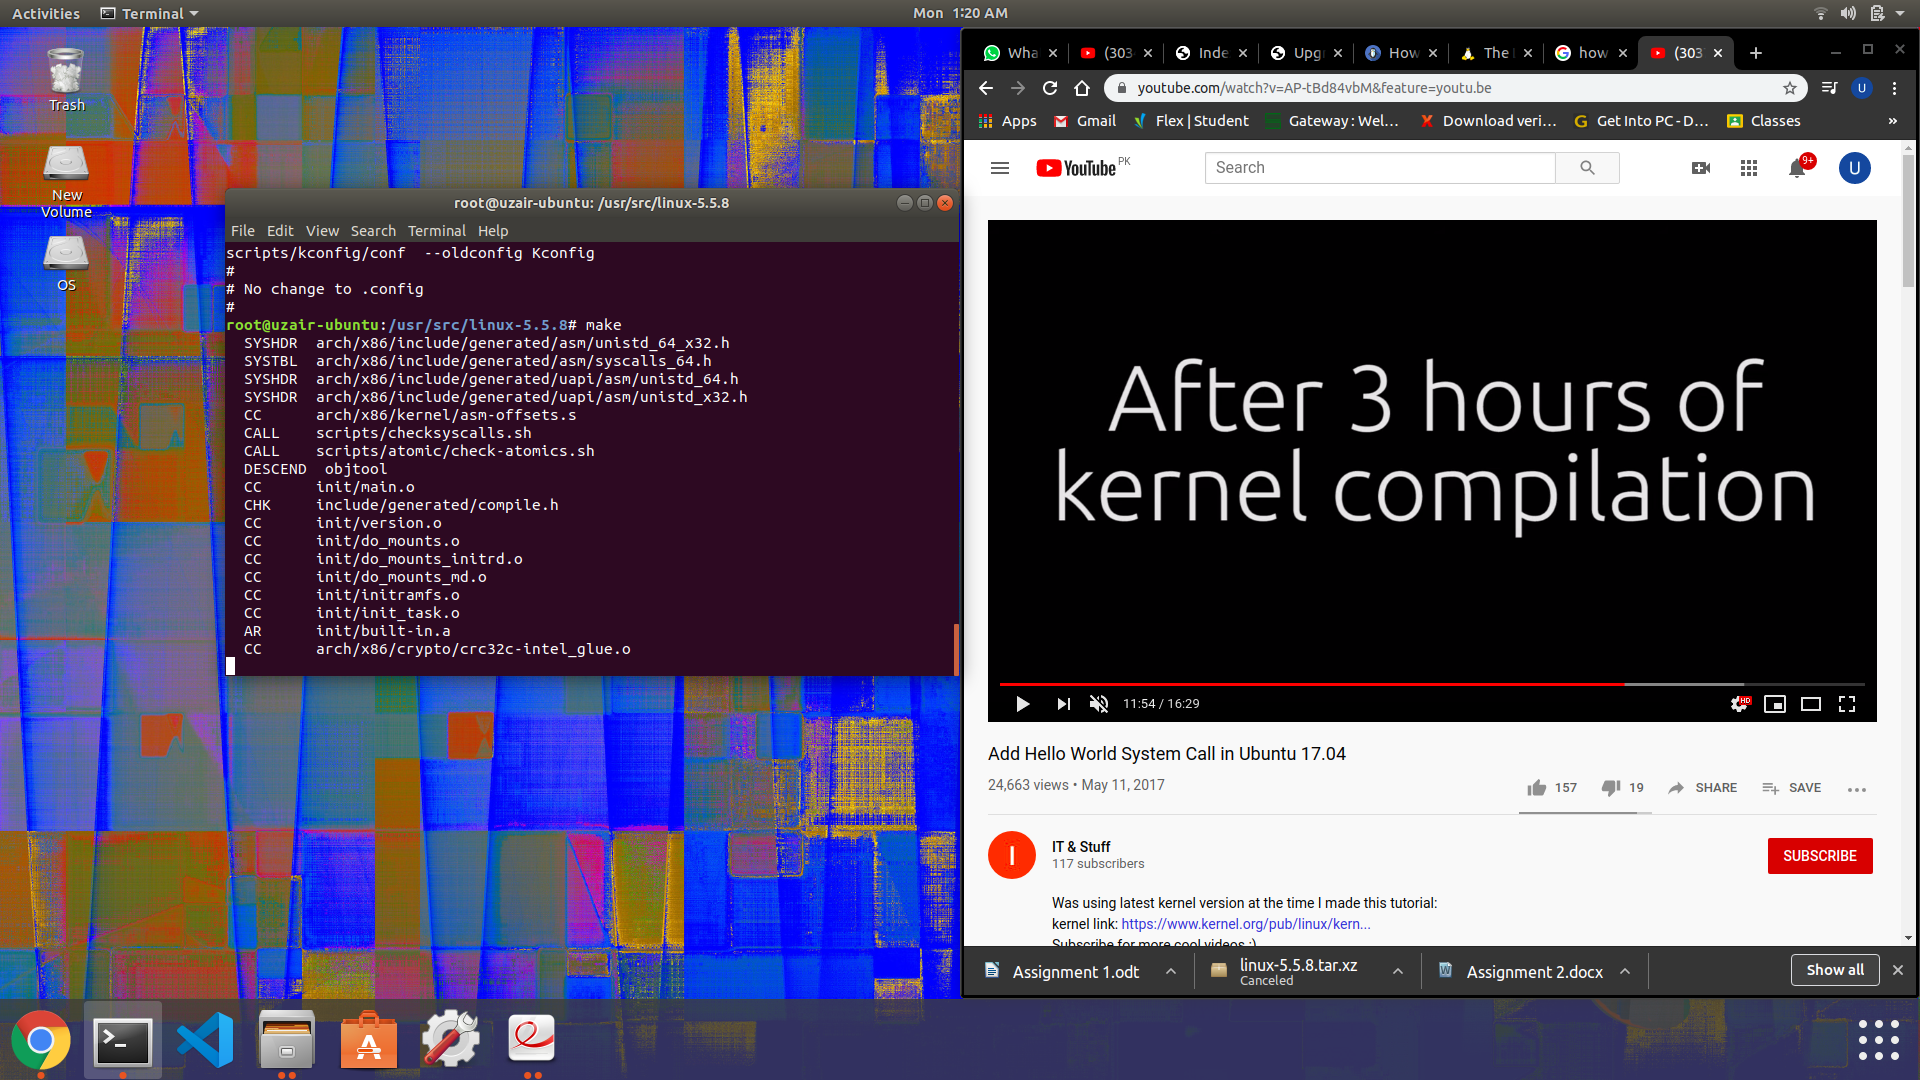 Activities
Terminal
Mon 1:20 AM
Trash
New
Volume
OS
root@uzair-ubuntu: /usr/src/linux-5.5.8
File Edit View Search Terminal Help
scripts/kconfig/conf  --oldconfig Kconfig
#
# No change to .config
#
root@uzair-ubuntu:/usr/src/linux-5.5.8# make
SYSHDR arch/x86/include/generated/asm/unistd_64_x32.h
SYSTBL arch/x86/include/generated/asm/syscalls_64.h
SYSHDR arch/x86/include/generated/uapi/asm/unistd_64.h
SYSHDR arch/x86/include/generated/uapi/asm/unistd_x32.h
CC arch/x86/kernel/asm-offsets.s
CALL scripts/checksyscalls.sh
CALL scripts/atomic/check-atomics.sh
DESCEND objtool
CC init/main.o
CHK include/generated/compile.h
CC init/version.o
CC init/do_mounts.o
CC init/do_mounts_initrd.o
CC init/do_mounts_md.o
CC init/initramfs.o
CC init/init_task.o
AR init/built-in.a
CC arch/x86/crypto/crc32c-intel_glue.o
Wha (303 Inde Upg How The how (303
youtube.com/watch?v=AP-tBd84vbM&feature=youtu.be
U
Apps Gmail Flex | Student Gateway : Wel... Download veri... Get Into PC - D... Classes »
YouTube PK
Search
9+
U
After 3 hours of
kernel compilation
11:54 / 16:29
HD
Add Hello World System Call in Ubuntu 17.04
24,663 views • May 11, 2017
157 19 SHARE SAVE
I
IT & Stuff
117 subscribers
SUBSCRIBE
Was using latest kernel version at the time I made this tutorial:
kernel link: https://www.kernel.org/pub/linux/kern...
Subscribe for more cool videos :)
Assignment 1.odt
linux-5.5.8.tar.xz
Canceled
Assignment 2.docx
Show all